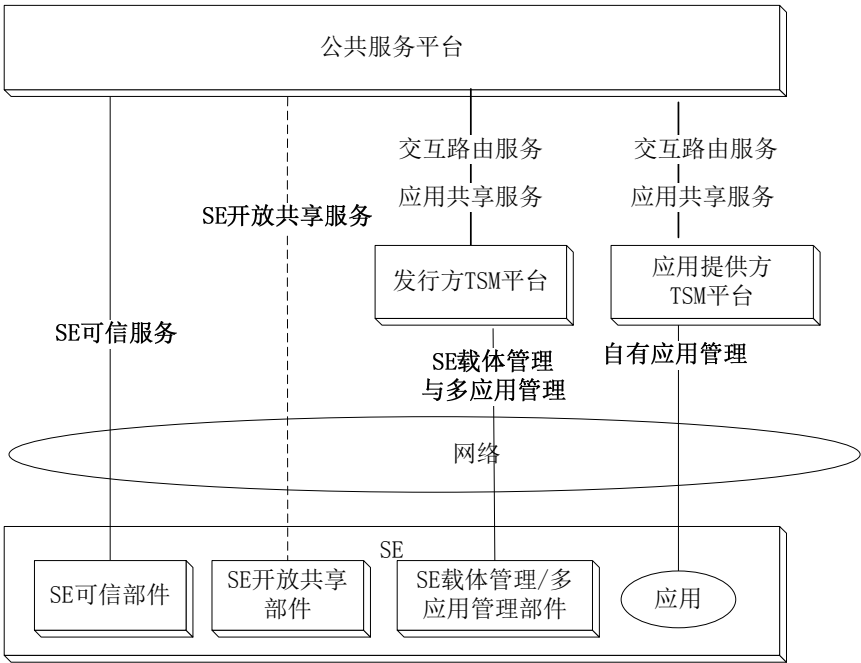 公共服务平台
交互路由服务
交互路由服务
应用共享服务
应用共享服务
SE开放共享服务
发行方TSM平台
应用提供方
TSM平台
SE可信服务
SE载体管理
与多应用管理
自有应用管理
网络
SE
SE可信部件
SE开放共享
部件
SE载体管理/多
应用管理部件
应用